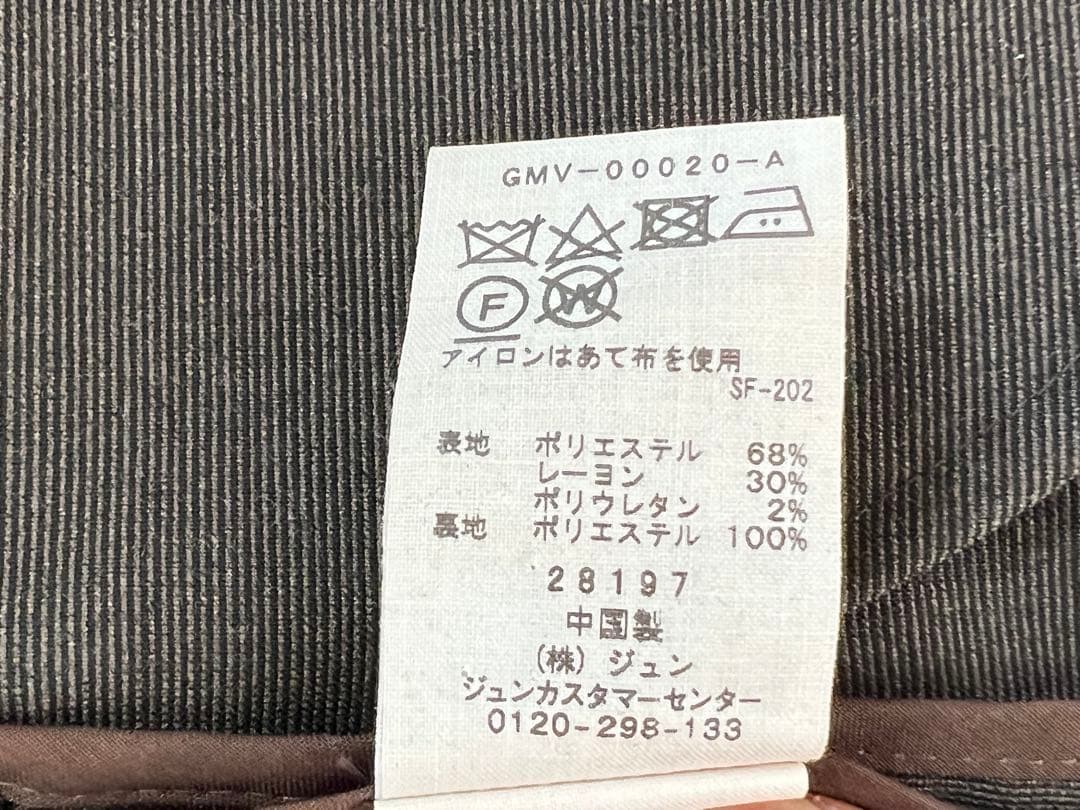 GMV-00020-A
F W
アイロンはあて布を使用
SF-202
表地 ポリエステル 68%
レーヨン 30%
ポリウレタン 2%
裏地 ポリエステル 100%
28197
中国製
(株) ジュン
ジュンカスタマーセンター
0120-298-133